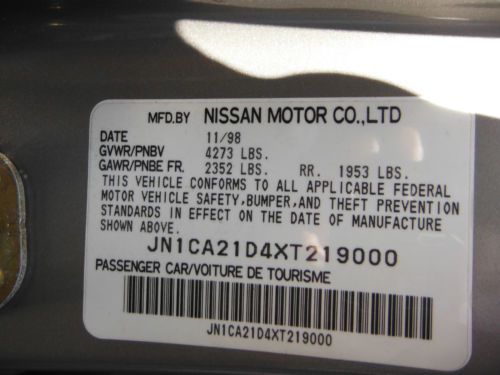 MFD.BY NISSAN MOTOR CO.,LTD
DATE 11/98
GVWR/PNBV 4273 LBS.
GAWR/PNBE FR. 2352 LBS. RR. 1953 LBS.
THIS VEHICLE CONFORMS TO ALL APPLICABLE FEDERAL
MOTOR VEHICLE SAFETY,BUMPER,AND THEFT PREVENTION
STANDARDS IN EFFECT ON THE DATE OF MANUFACTURE
SHOWN ABOVE.
JN1CA21D4XT219000
PASSENGER CAR/VOITURE DE TOURISME
JN1CA21D4XT219000